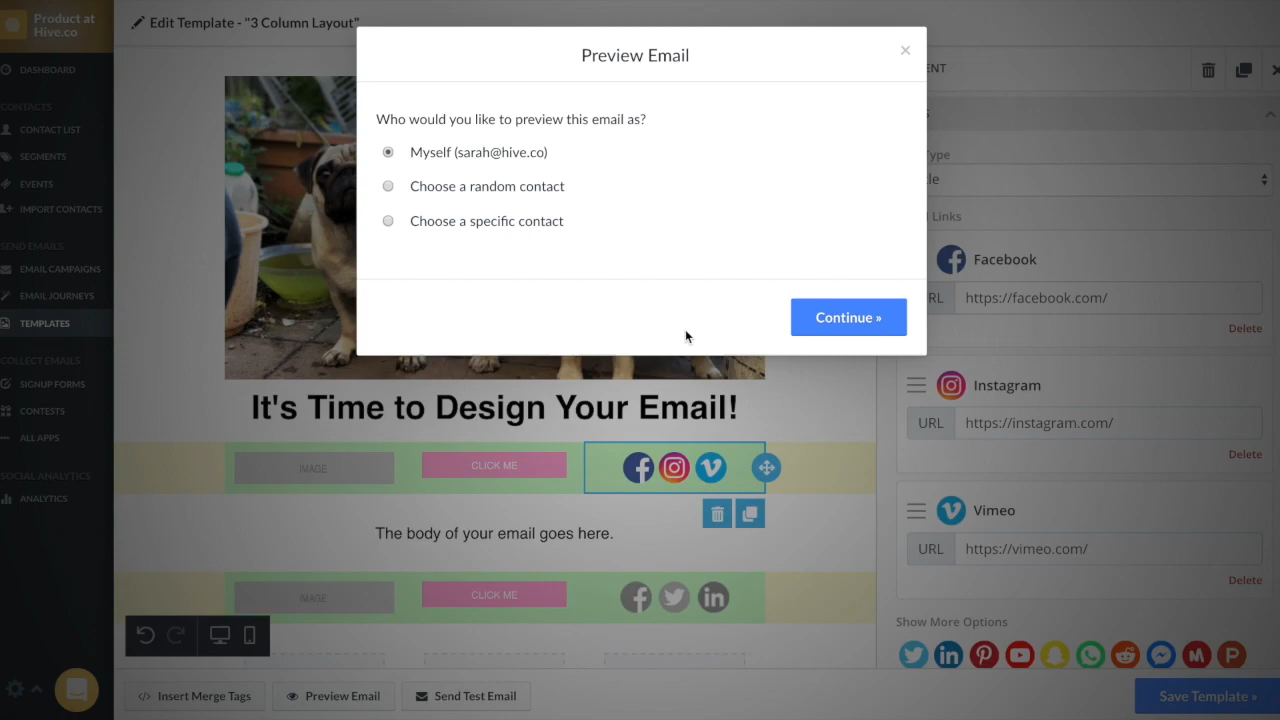 Product at
Hive.co
Edit Template - "3 Column Layout"
DASHBOARD
CONTACTS
CONTACT LIST
SEGMENTS
EVENTS
IMPORT CONTACTS
SEND EMAILS
EMAIL CAMPAIGNS
EMAIL JOURNEYS
TEMPLATES
COLLECT EMAILS
SIGNUP FORMS
CONTESTS
ALL APPS
SOCIAL ANALYTICS
ANALYTICS
Preview Email
×
Who would you like to preview this email as?
Myself (sarah@hive.co)
Choose a random contact
Choose a specific contact
Continue »
It's Time to Design Your Email!
IMAGE
CLICK ME
The body of your email goes here.
IMAGE
CLICK ME
Insert Merge Tags
Preview Email
Send Test Email
ENT
S
Type
le
Links
Facebook
RL
https://facebook.com/
Delete
Instagram
URL
https://instagram.com/
Delete
Vimeo
URL
https://vimeo.com/
Delete
Show More Options
Save Template »